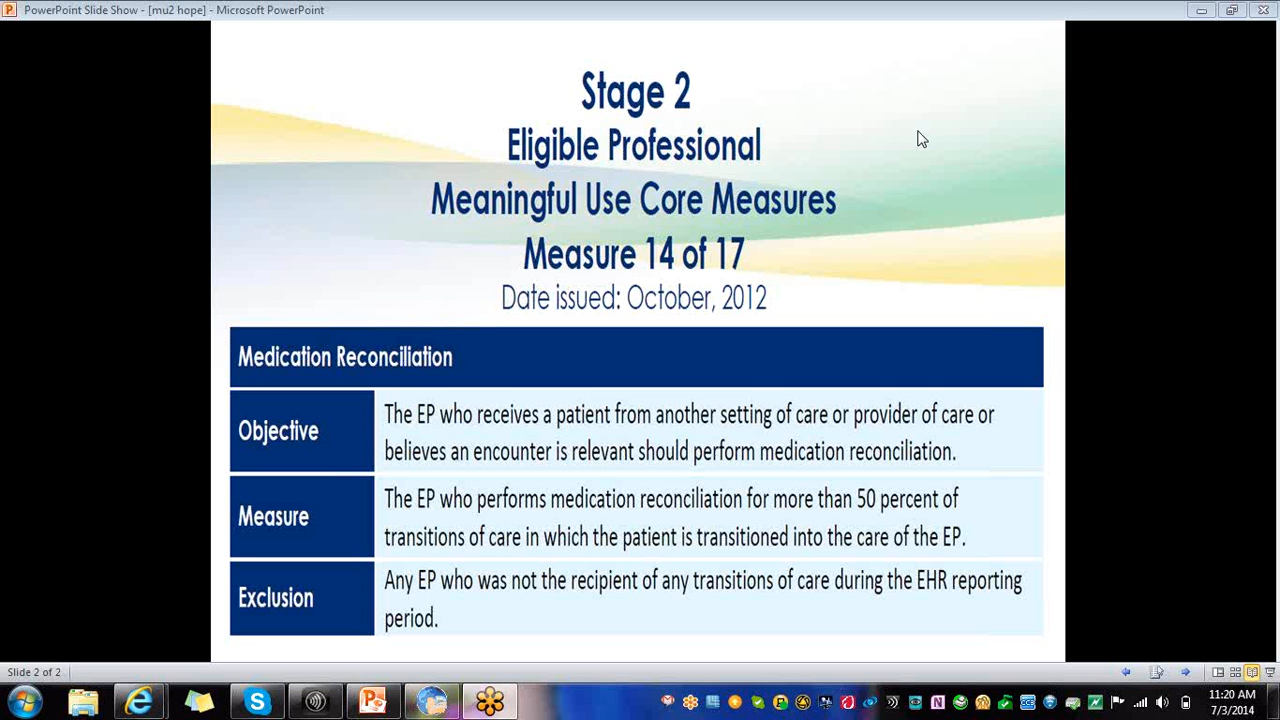 PowerPoint Slide Show - [mu2 hope] - Microsoft PowerPoint
Stage 2
Eligible Professional
Meaningful Use Core Measures
Measure 14 of 17
Date issued: October, 2012
Medication Reconciliation
Objective
The EP who receives a patient from another setting of care or provider of care or
believes an encounter is relevant should perform medication reconciliation.
Measure
The EP who performs medication reconciliation for more than 50 percent of
transitions of care in which the patient is transitioned into the care of the EP.
Exclusion
Any EP who was not the recipient of any transitions of care during the EHR reporting
period.
Slide 2 of 2
11:20 AM
7/3/2014